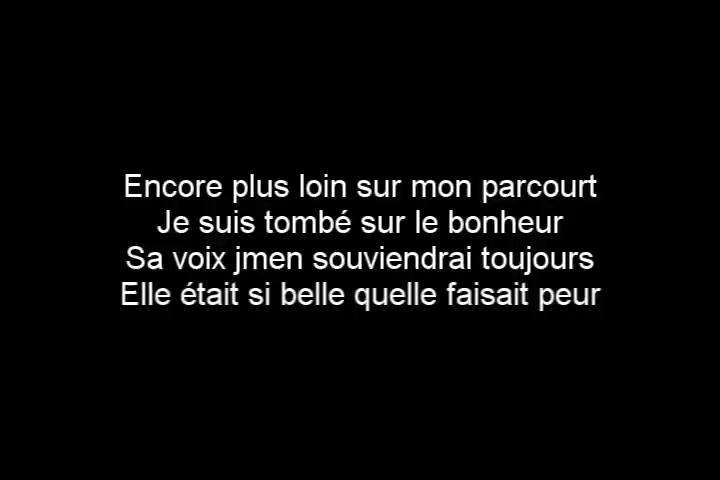 Encore plus loin sur mon parcourt
Je suis tombé sur le bonheur
Sa voix jmen souviendrai toujours
Elle était si belle quelle faisait peur